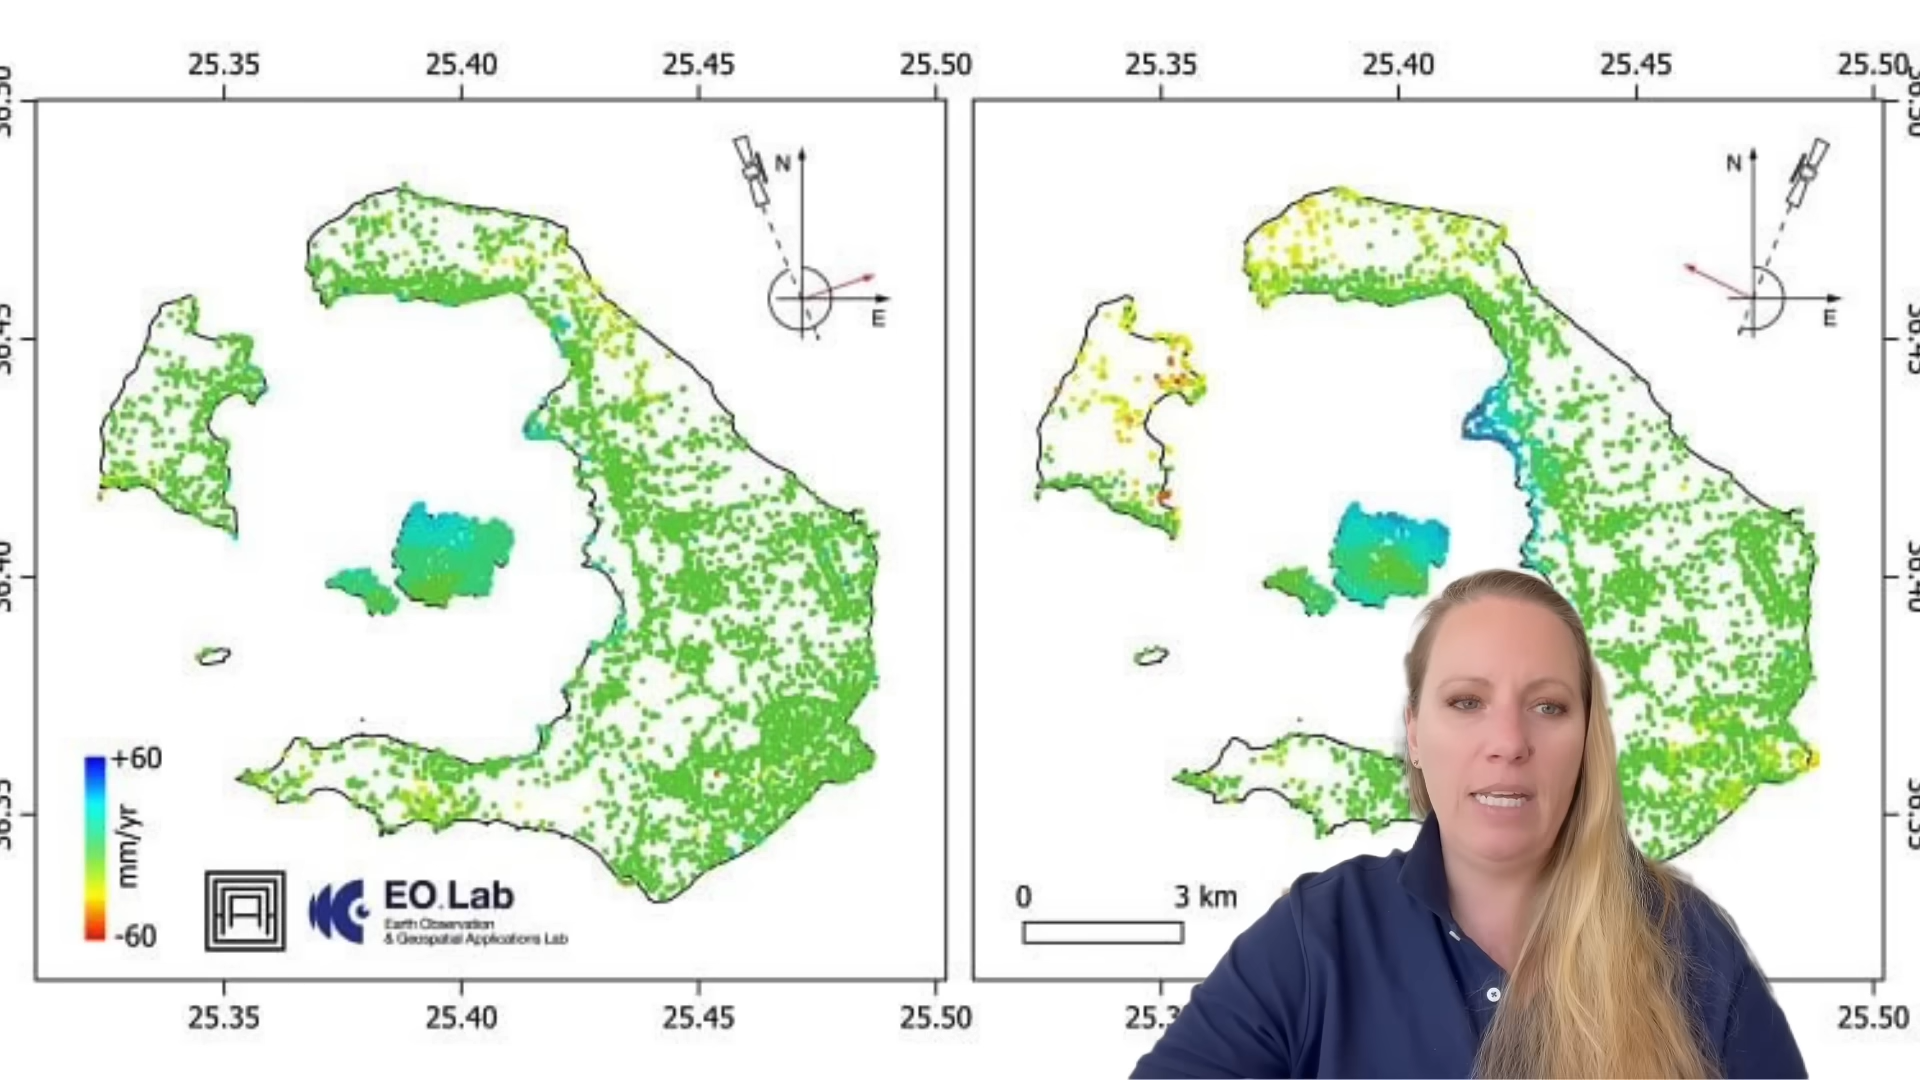 25.35 25.40 25.45 25.50 25.35 25.40 25.45 25.50
N
E
N
E
+60
mm/yr
-60
EO.Lab
Earth Observation
& Geospatial Applications Lab
0 3 km
25.35 25.40 25.45 25.50 25.50